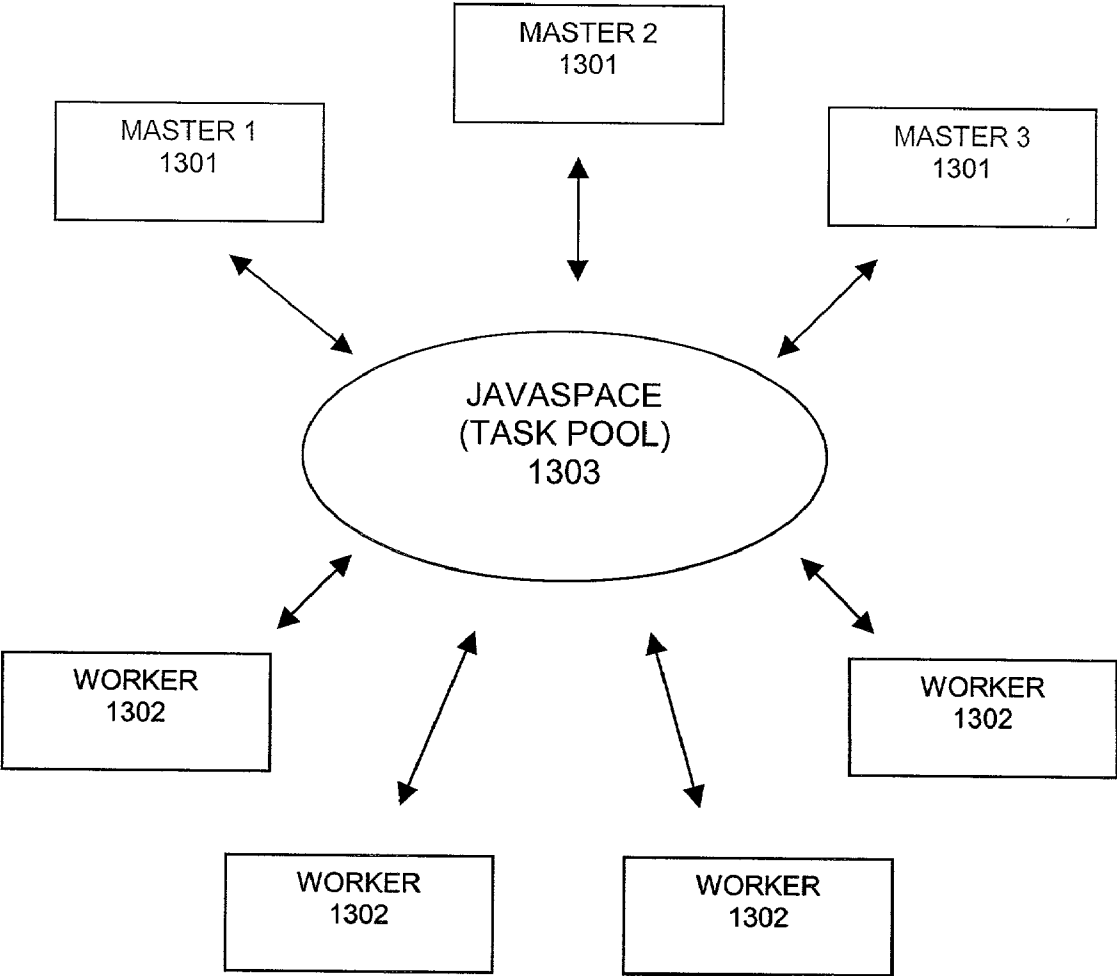 MASTER 2
1301
MASTER 1
1301
MASTER 3
1301
JAVASPACE
(TASK POOL)
1303
WORKER
1302
WORKER
1302
WORKER
1302
WORKER
1302